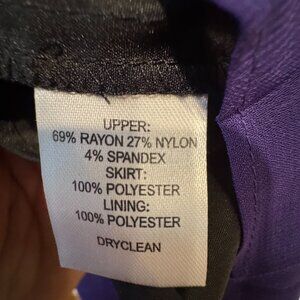 UPPER:
69% RAYON 27% NYLON
4% SPANDEX
SKIRT:
100% POLYESTER
LINING:
100% POLYESTER
DRYCLEAN